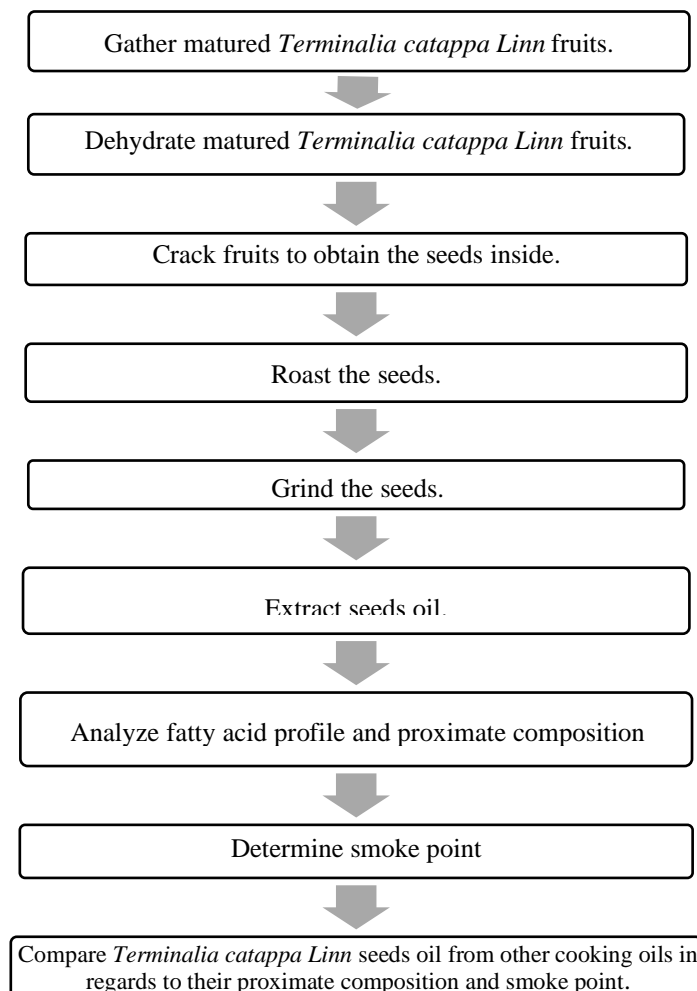 Gather matured Terminalia catappa Linn fruits.
Dehydrate matured Terminalia catappa Linn fruits.
Crack fruits to obtain the seeds inside.
Roast the seeds.
Grind the seeds.
Extract seeds oil.
Analyze fatty acid profile and proximate composition
Determine smoke point
Compare Terminalia catappa Linn seeds oil from other cooking oils in
regards to their proximate composition and smoke point.